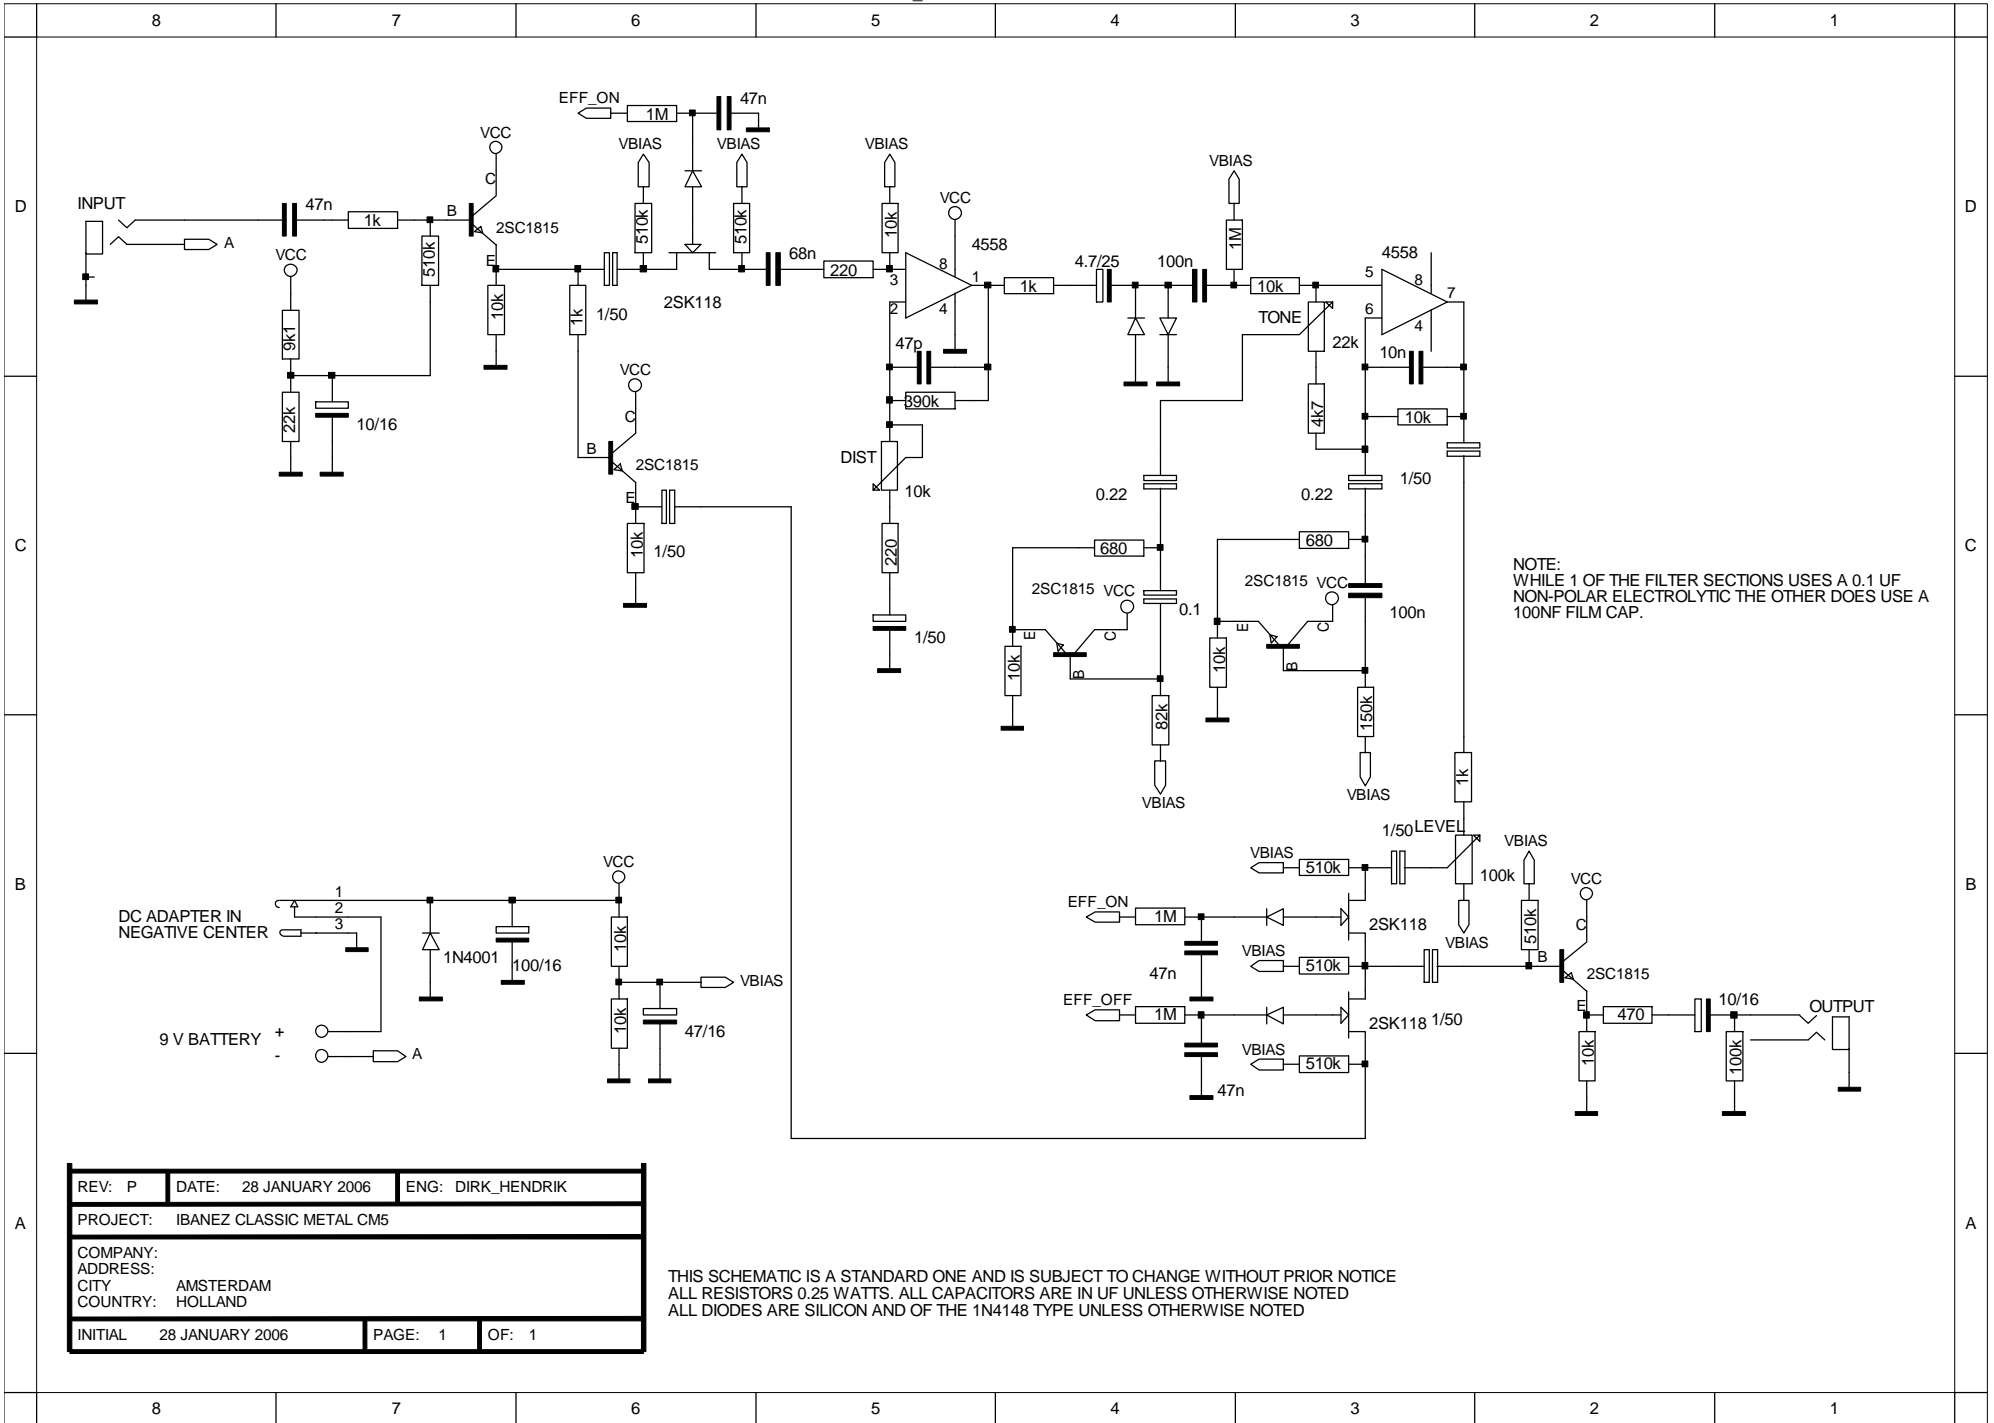 8 7 6 5 4 3 2 1
D
D
EFF_ON
1M
47n
VCC
VBIAS
VBIAS
VBIAS
VBIAS
C
INPUT
A
47n
1k
B
2SC1815
E
VCC
510k
10k
9k1
22k
10/16
1k
1/50
510k
510k
2SK118
68n
220
10k
VCC
4558
3
2
8
4
1
47p
390k
DIST
10k
220
1/50
1k
4.7/25
100n
1M
10k
TONE
22k
4k7
4558
5
6
8
4
7
10n
10k
1/50
C
C
VCC
C
B
2SC1815
E
10k
1/50
0.22
680
2SC1815
VCC
0.1
E
C
B
10k
82k
VBIAS
0.22
680
2SC1815
VCC
100n
E
C
B
10k
150k
VBIAS
1k
NOTE:
WHILE 1 OF THE FILTER SECTIONS USES A 0.1 UF
NON-POLAR ELECTROLYTIC THE OTHER DOES USE A
100NF FILM CAP.
B
B
DC ADAPTER IN
NEGATIVE CENTER
1
2
3
1N4001
100/16
VCC
10k
10k
VBIAS
47/16
9 V BATTERY
+
-
A
1/50
LEVEL
100k
VBIAS
VBIAS
510k
EFF_ON
1M
47n
2SK118
VBIAS
510k
EFF_OFF
1M
47n
2SK118
1/50
VBIAS
510k
VBIAS
510k
VCC
C
B
2SC1815
E
10k
470
10/16
100k
OUTPUT
A
A
REV: P DATE: 28 JANUARY 2006 ENG: DIRK_HENDRIK
PROJECT: IBANEZ CLASSIC METAL CM5
COMPANY:
ADDRESS:
CITY AMSTERDAM
COUNTRY: HOLLAND
INITIAL 28 JANUARY 2006 PAGE: 1 OF: 1
THIS SCHEMATIC IS A STANDARD ONE AND IS SUBJECT TO CHANGE WITHOUT PRIOR NOTICE
ALL RESISTORS 0.25 WATTS. ALL CAPACITORS ARE IN UF UNLESS OTHERWISE NOTED
ALL DIODES ARE SILICON AND OF THE 1N4148 TYPE UNLESS OTHERWISE NOTED
8 7 6 5 4 3 2 1